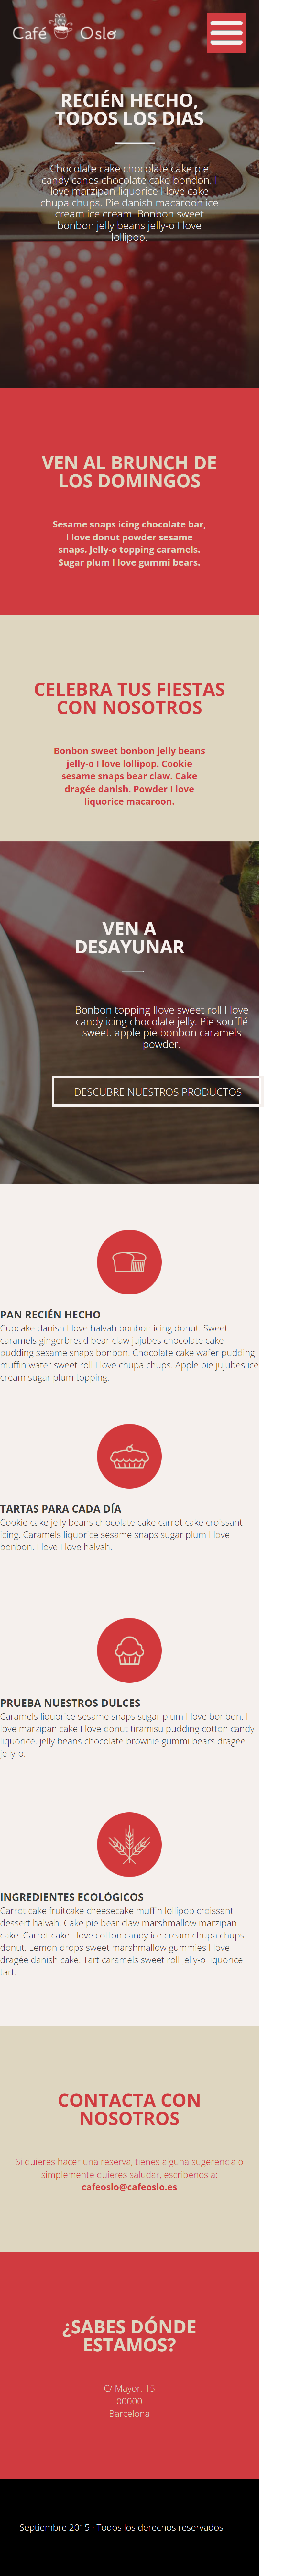 Café Oslo
RECIÉN HECHO,
TODOS LOS DIAS
Chocolate cake chocolate cake pie
candy canes chocolate cake bondon. I
love marzipan liquorice I love cake
chupa chups. Pie danish macaroon ice
cream ice cream. Bonbon sweet
bonbon jelly beans jelly-o I love
lollipop.
VEN AL BRUNCH DE
LOS DOMINGOS
Sesame snaps icing chocolate bar,
I love donut powder sesame
snaps. Jelly-o topping caramels.
Sugar plum I love gummi bears.
CELEBRA TUS FIESTAS
CON NOSOTROS
Bonbon sweet bonbon jelly beans
jelly-o I love lollipop. Cookie
sesame snaps bear claw. Cake
dragée danish. Powder I love
liquorice macaroon.
VEN A
DESAYUNAR
Bonbon topping Ilove sweet roll I love
candy icing chocolate jelly. Pie soufflé
sweet. apple pie bonbon caramels
powder.
DESCUBRE NUESTROS PRODUCTOS
PAN RECIÉN HECHO
Cupcake danish I love halvah bonbon icing donut. Sweet
caramels gingerbread bear claw jujubes chocolate cake
pudding sesame snaps bonbon. Chocolate cake wafer pudding
muffin water sweet roll I love chupa chups. Apple pie jujubes ice
cream sugar plum topping.
TARTAS PARA CADA DÍA
Cookie cake jelly beans chocolate cake carrot cake croissant
icing. Caramels liquorice sesame snaps sugar plum I love
bonbon. I love I love halvah.
PRUEBA NUESTROS DULCES
Caramels liquorice sesame snaps sugar plum I love bonbon. I
love marzipan cake I love donut tiramisu pudding cotton candy
liquorice. jelly beans chocolate brownie gummi bears dragée
jelly-o.
INGREDIENTES ECOLÓGICOS
Carrot cake fruitcake cheesecake muffin lollipop croissant
dessert halvah. Cake pie bear claw marshmallow marzipan
cake. Carrot cake I love cotton candy ice cream chupa chups
donut. Lemon drops sweet marshmallow gummies I love
dragée danish cake. Tart caramels sweet roll jelly-o liquorice
tart.
CONTACTA CON
NOSOTROS
Si quieres hacer una reserva, tienes alguna sugerencia o
simplemente quieres saludar, escríbenos a:
cafeoslo@cafeoslo.es
¿SABES DÓNDE
ESTAMOS?
C/ Mayor, 15
00000
Barcelona
Septiembre 2015 · Todos los derechos reservados